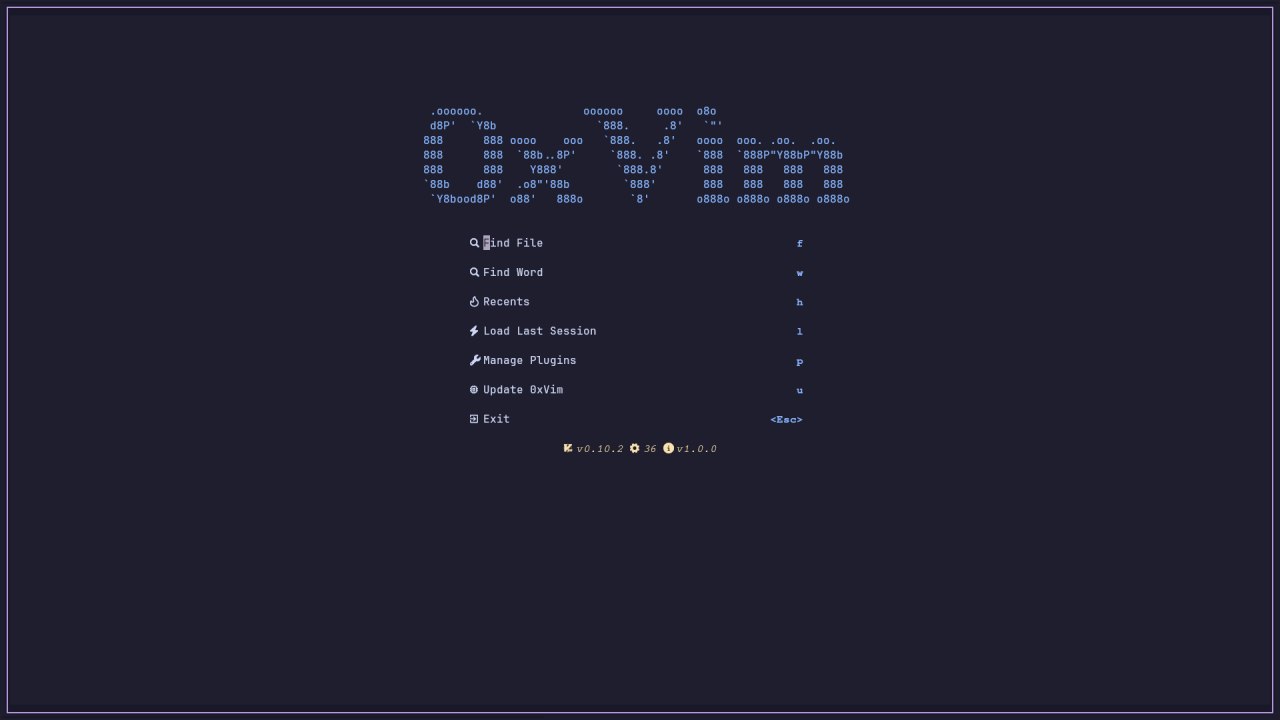 .oooooo.               oooooo     oooo  o8o
 d8P'  `Y8b               `888.     .8'   `"'
888      888 oooo    ooo   `888.   .8'   oooo  ooo. .oo.  .oo.
888      888  `88b..8P'     `888. .8'    `888  `888P"Y88bP"Y88b
888      888    Y888'        `888.8'      888   888   888   888
`88b    d88'  .o8"'88b        `888'       888   888   888   888
 `Y8bood8P'  o88'   888o       `8'       o888o o888o o888o o888o
Find File f
Find Word w
Recents h
Load Last Session l
Manage Plugins p
Update 0xVim u
Exit <Esc>
v0.10.2 36 v1.0.0